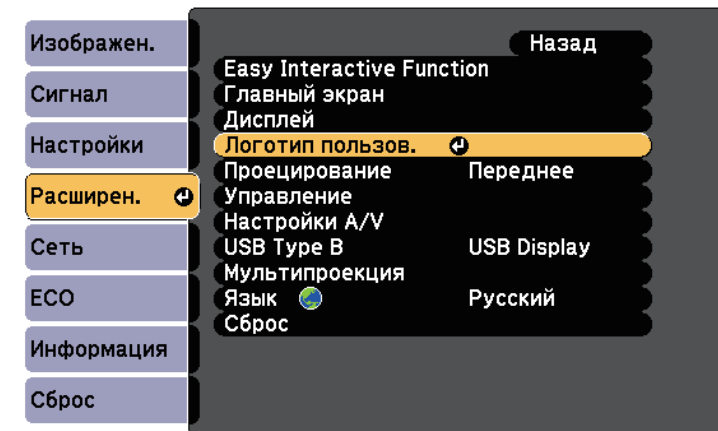 Изображен.
Сигнал
Настройки
Расширен.
Сеть
ECO
Информация
Сброс
Назад
Easy Interactive Function
Главный экран
Дисплей
Логотип пользов.
Проецирование Переднее
Управление
Настройки A/V
USB Type B USB Display
Мультипроекция
Язык Русский
Сброс